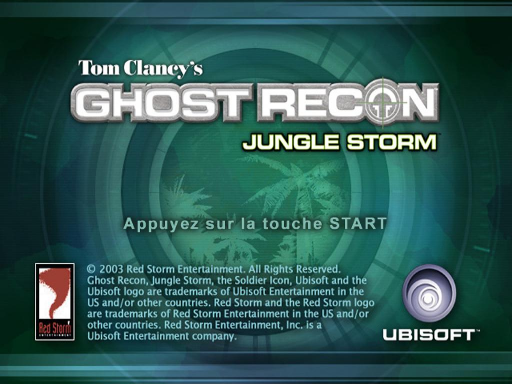 Tom Clancy's
GHOST RECON
JUNGLE STORM™
Appuyez sur la touche START
© 2003 Red Storm Entertainment. All Rights Reserved.
Ghost Recon, Jungle Storm, the Soldier Icon, Ubisoft and the
Ubisoft logo are trademarks of Ubisoft Entertainment in the
US and/or other countries. Red Storm and the Red Storm logo
are trademarks of Red Storm Entertainment in the US and/or
other countries. Red Storm Entertainment, Inc. is a
Ubisoft Entertainment company.
Red Storm
ENTERTAINMENT
UBISOFT™